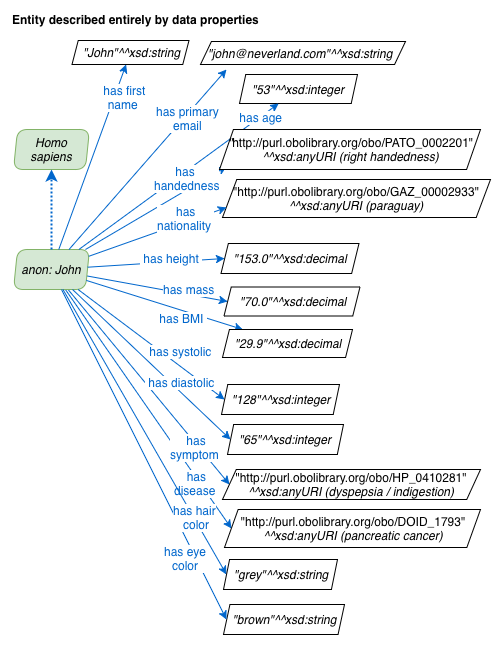 Entity described entirely by data properties
"John"^^xsd:string
"john@neverland.com"^^xsd:string
has first
name
has primary
email
"53"^^xsd:integer
has age
Homo
sapiens
"http://purl.obolibrary.org/obo/PATO_0002201"
^^xsd:anyURI (right handedness)
has
handedness
"http://purl.obolibrary.org/obo/GAZ_00002933"
^^xsd:anyURI (paraguay)
has
nationality
anon: John
has height
"153.0"^^xsd:decimal
has mass
"70.0"^^xsd:decimal
has BMI
"29.9"^^xsd:decimal
has systolic
has diastolic
"128"^^xsd:integer
"65"^^xsd:integer
has
symptom
"http://purl.obolibrary.org/obo/HP_0410281"
^^xsd:anyURI (dyspepsia / indigestion)
has
disease
has hair
color
"http://purl.obolibrary.org/obo/DOID_1793"
^^xsd:anyURI (pancreatic cancer)
has eye
color
"grey"^^xsd:string
"brown"^^xsd:string